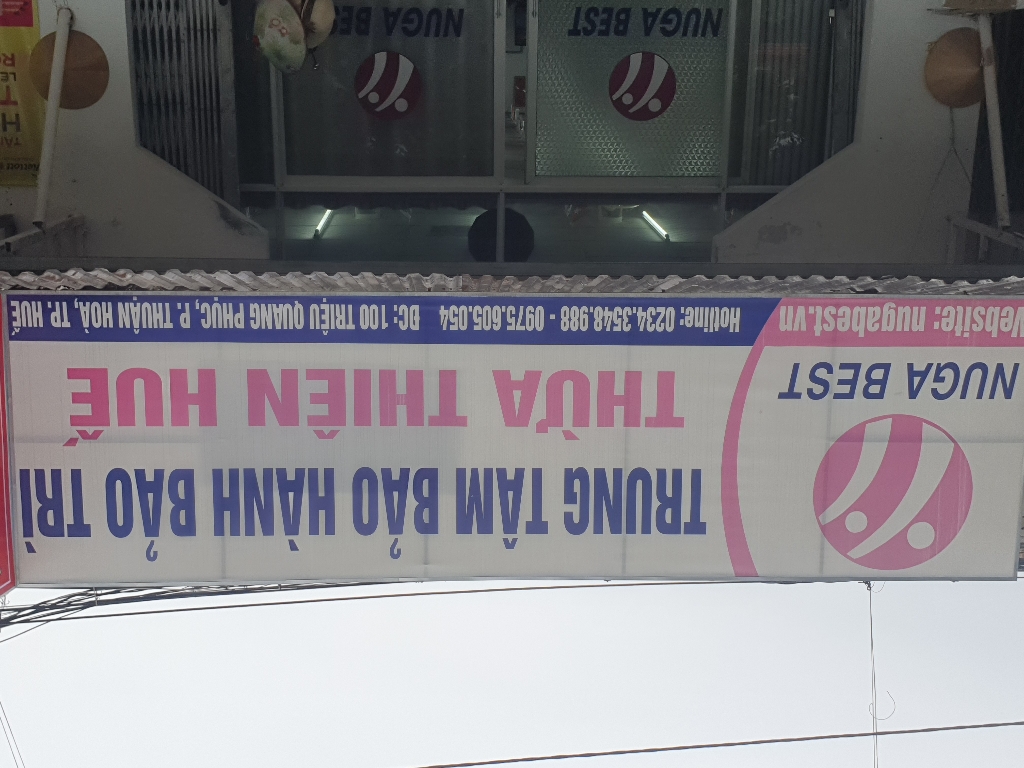 NUGA BEST
Website: nugabest.vn
TRUNG TÂM BẢO HÀNH BẢO TRÌ
THỪA THIÊN HUẾ
Hotline: 0234.3548.988 - 0975.605.054 ĐC: 100 TRIỆU QUANG PHỤC, P. THUẬN HOÀ, TP. HUẾ
NUGA BEST
NUGA BEST